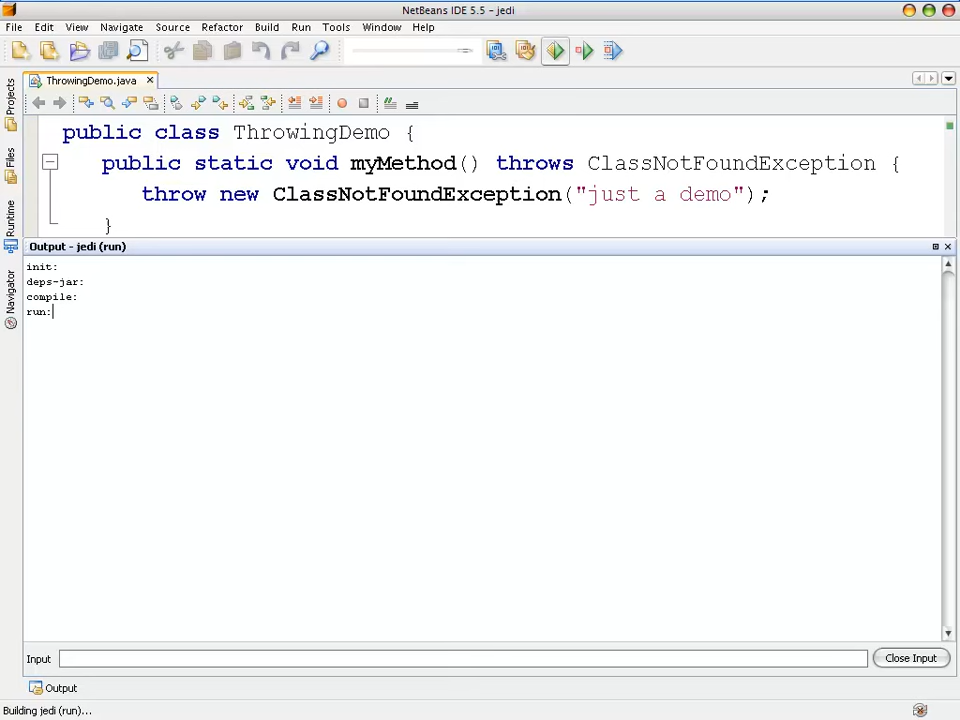 NetBeans IDE 5.5 - jedi
File Edit View Navigate Source Refactor Build Run Tools Window Help
ThrowingDemo.java
Projects
Files
Runtime
Navigator
public class ThrowingDemo {
public static void myMethod() throws ClassNotFoundException {
throw new ClassNotFoundException("just a demo");
}
Output - jedi (run)
init:
deps-jar:
compile:
run:
Input
Close Input
Output
Building jedi (run)...